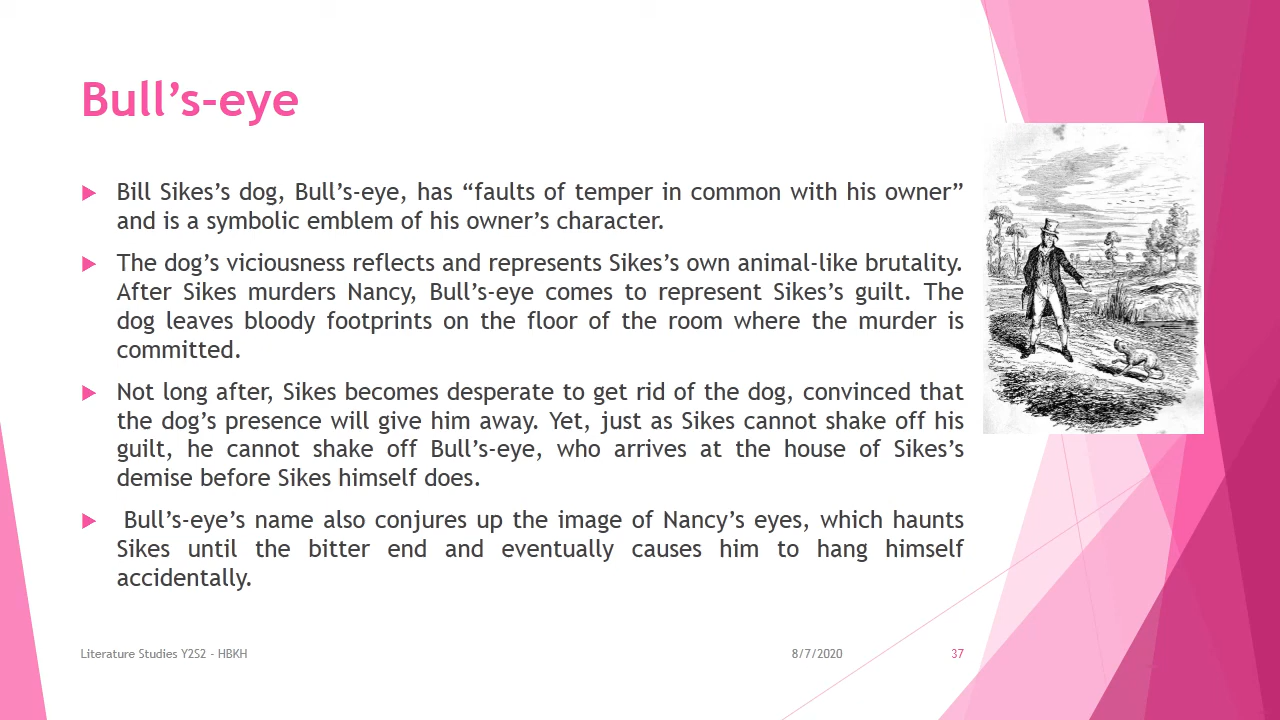 Bull’s-eye
Bill Sikes’s dog, Bull’s-eye, has “faults of temper in common with his owner”
and is a symbolic emblem of his owner’s character.
The dog’s viciousness reflects and represents Sikes’s own animal-like brutality.
After Sikes murders Nancy, Bull’s-eye comes to represent Sikes’s guilt. The
dog leaves bloody footprints on the floor of the room where the murder is
committed.
Not long after, Sikes becomes desperate to get rid of the dog, convinced that
the dog’s presence will give him away. Yet, just as Sikes cannot shake off his
guilt, he cannot shake off Bull’s-eye, who arrives at the house of Sikes’s
demise before Sikes himself does.
Bull’s-eye’s name also conjures up the image of Nancy’s eyes, which haunts
Sikes until the bitter end and eventually causes him to hang himself
accidentally.
Literature Studies Y2S2 - HBKH
8/7/2020
37